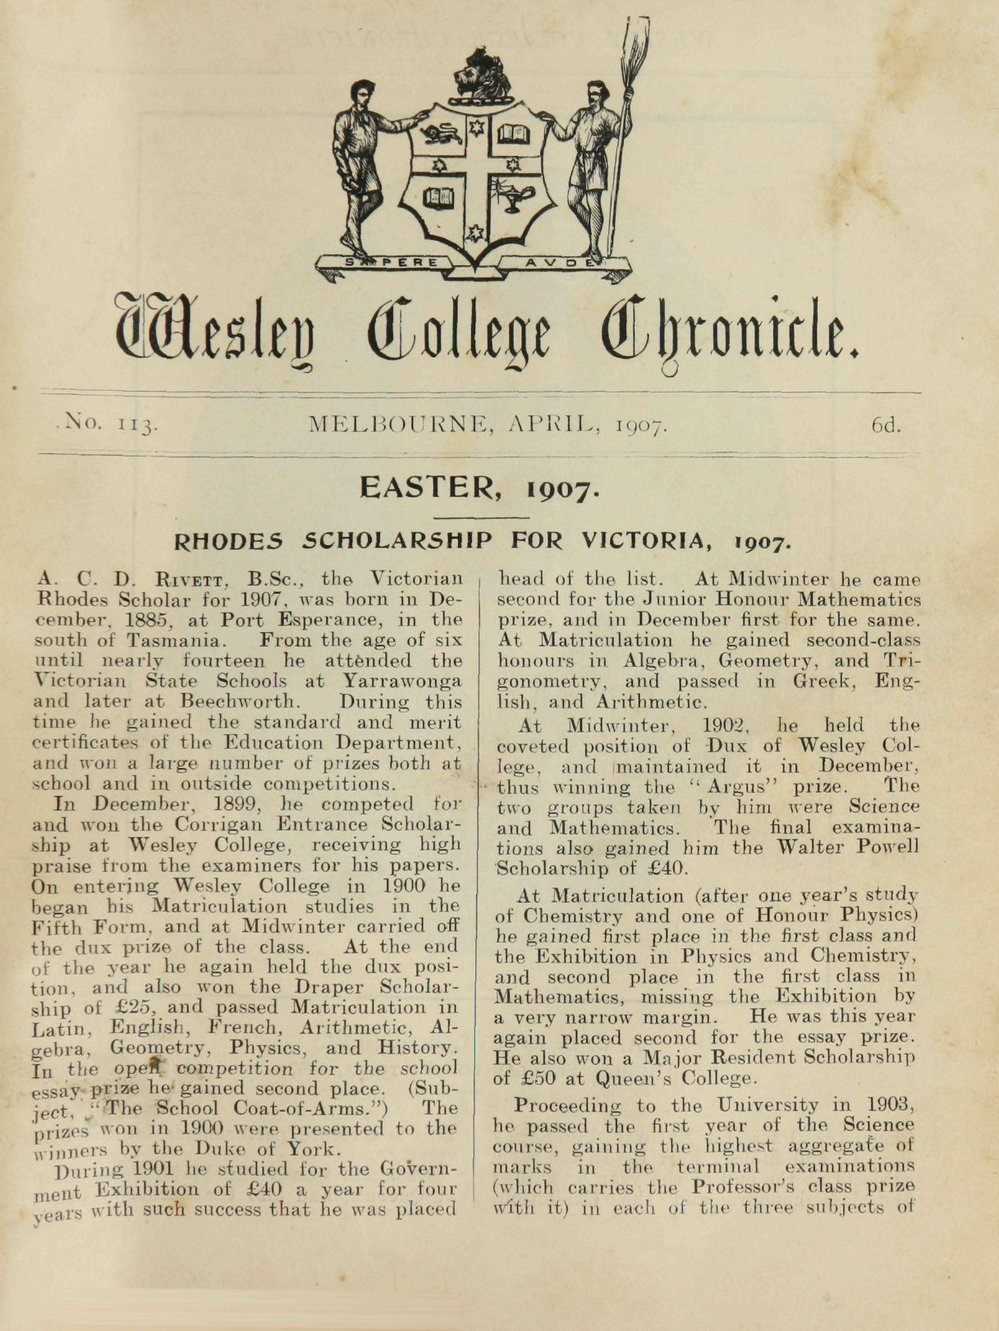 SAPERE AUDE
Wesley College Chronicle.
No. 113.
MELBOURNE, APRIL, 1907.
6d.
EASTER, 1907.
RHODES SCHOLARSHIP FOR VICTORIA, 1907.
A. C. D. RIVETT, B.Sc., the Victorian
Rhodes Scholar for 1907, was born in De-
cember, 1885, at Port Esperance, in the
south of Tasmania. From the age of six
until nearly fourteen he attended the
Victorian State Schools at Yarrawonga
and later at Beechworth. During this
time he gained the standard and merit
certificates of the Education Department,
and won a large number of prizes both at
school and in outside competitions.
In December, 1899, he competed for
and won the Corrigan Entrance Scholar-
ship at Wesley College, receiving high
praise from the examiners for his papers.
On entering Wesley College in 1900 he
began his Matriculation studies in the
Fifth Form, and at Midwinter carried off
the dux prize of the class. At the end
of the year he again held the dux posi-
tion, and also won the Draper Scholar-
ship of £25, and passed Matriculation in
Latin, English, French, Arithmetic, Al-
gebra, Geometry, Physics, and History.
In the open competition for the school
essay prize he gained second place. (Sub-
ject, "The School Coat-of-Arms.") The
prizes won in 1900 were presented to the
winners by the Duke of York.
During 1901 he studied for the Govern-
ment Exhibition of £40 a year for four
years with such success that he was placed
head of the list. At Midwinter he came
second for the Junior Honour Mathematics
prize, and in December first for the same.
At Matriculation he gained second-class
honours in Algebra, Geometry, and Tri-
gonometry, and passed in Greek, Eng-
lish, and Arithmetic.
At Midwinter, 1902, he held the
coveted position of Dux of Wesley Col-
lege, and maintained it in December,
thus winning the "Argus" prize. The
two groups taken by him were Science
and Mathematics. The final examina-
tions also gained him the Walter Powell
Scholarship of £40.
At Matriculation (after one year's study
of Chemistry and one of Honour Physics)
he gained first place in the first class and
the Exhibition in Physics and Chemistry,
and second place in the first class in
Mathematics, missing the Exhibition by
a very narrow margin. He was this year
again placed second for the essay prize.
He also won a Major Resident Scholarship
of £50 at Queen's College.
Proceeding to the University in 1903,
he passed the first year of the Science
course, gaining the highest aggregate of
marks in the terminal examinations
(which carries the Professor's class prize
with it) in each of the three subjects of